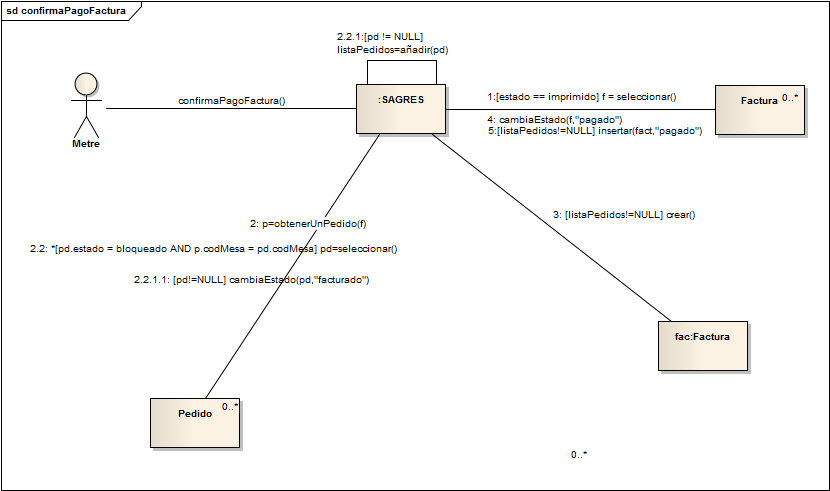 sd confirmaPagoFactura
2.2.1:[pd != NULL]
listaPedidos=añadir(pd)
:SAGRES
confirmaPagoFactura()
Metre
1:[estado == imprimido] f = seleccionar()
Factura
0..*
4: cambiaEstado(f,"pagado")
5:[listaPedidos!=NULL] insertar(fact,"pagado")
2: p=obtenerUnPedido(f)
3: [listaPedidos!=NULL] crear()
2.2: *[pd.estado = bloqueado AND p.codMesa = pd.codMesa] pd=seleccionar()
2.2.1.1: [pd!=NULL] cambiaEstado(pd,"facturado")
fac:Factura
Pedido
0..*
0..*